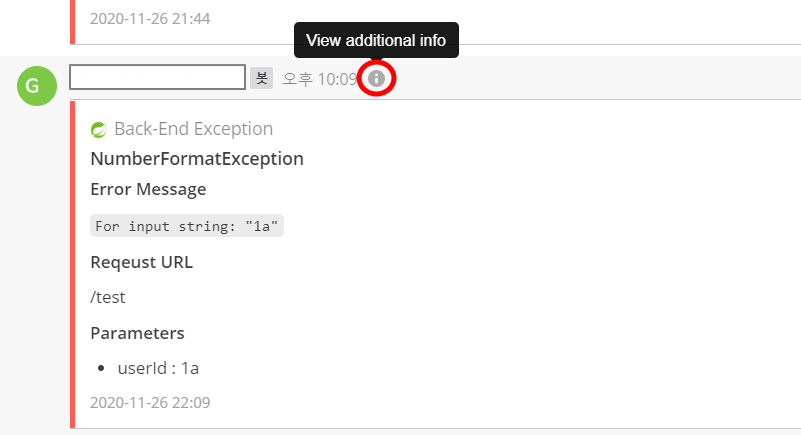 2020-11-26 21:44
View additional info
G
봇 오후 10:09
Back-End Exception
NumberFormatException
Error Message
For input string: "1a"
Reqeust URL
/test
Parameters
• userId : 1a
2020-11-26 22:09